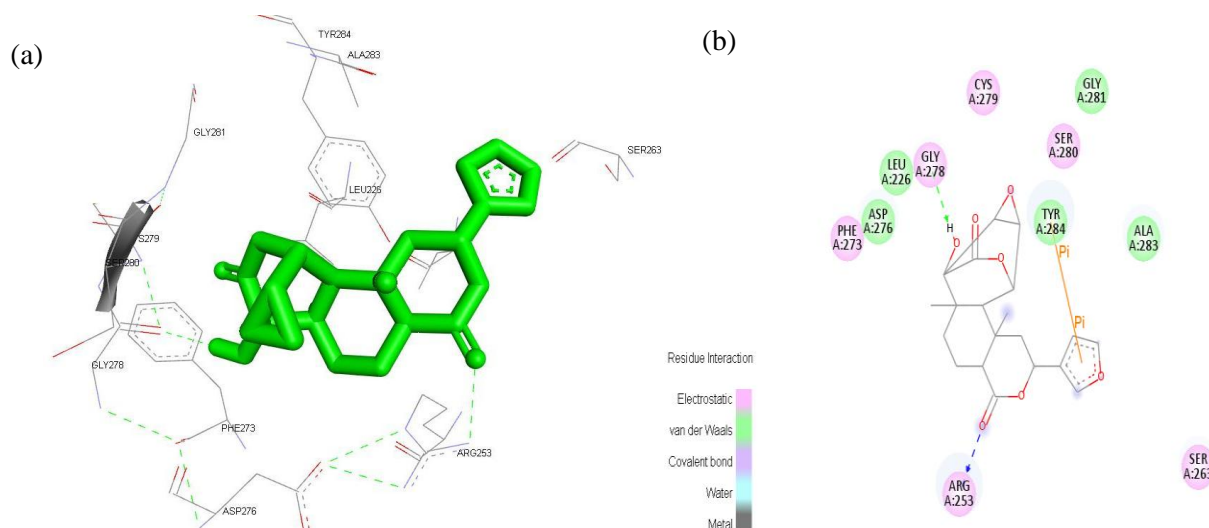 (a)
TYR284
ALA283
GLY281
SER263
LEU226
S279
SER280
GLY278
PHE273
ARG253
ASP276
(b)
CYS
A:279
GLY
A:281
SER
A:280
LEU
A:226
GLY
A:278
ASP
A:276
PHE
A:273
TYR
A:284
ALA
A:283
H
O
O
O
O
Pi
Pi
O
O
O
ARG
A:253
SER
A:263
Residue Interaction
Electrostatic
van der Waals
Covalent bond
Water
Metal